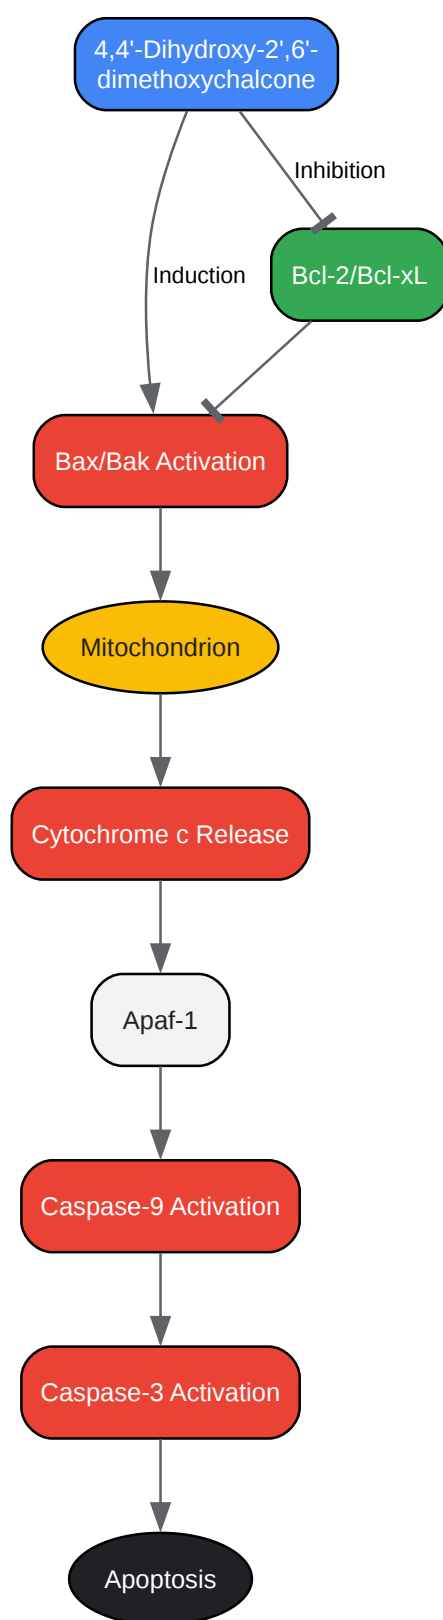 4,4'-Dihydroxy-2',6'-
dimethoxychalcone
Inhibition
Induction
Bcl-2/Bcl-xL
Bax/Bak Activation
Mitochondrion
Cytochrome c Release
Apaf-1
Caspase-9 Activation
Caspase-3 Activation
Apoptosis